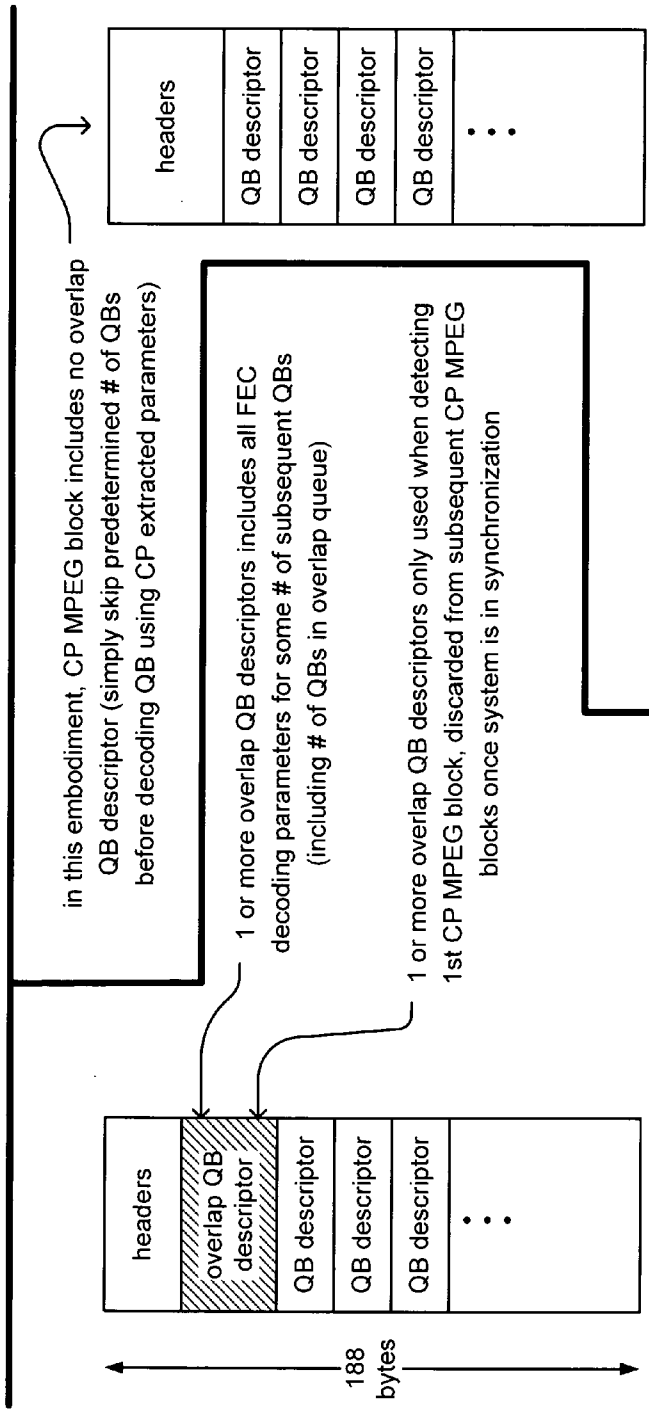 188
bytes
headers
overlap QB
descriptor
QB descriptor
QB descriptor
QB descriptor
• • •
1 or more overlap QB descriptors includes all FEC
decoding parameters for some # of subsequent QBs
(including # of QBs in overlap queue)
1 or more overlap QB descriptors only used when detecting
1st CP MPEG block, discarded from subsequent CP MPEG
blocks once system is in synchronization
in this embodiment, CP MPEG block includes no overlap
QB descriptor (simply skip predetermined # of QBs
before decoding QB using CP extracted parameters)
headers
QB descriptor
QB descriptor
QB descriptor
QB descriptor
• • •